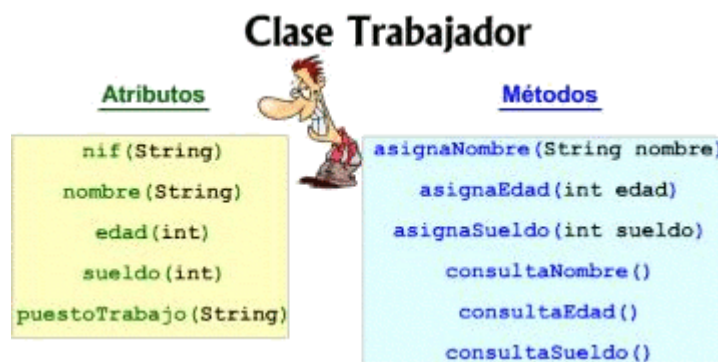 Clase Trabajador
Atributos
nif(String)
nombre(String)
edad(int)
sueldo(int)
puestoTrabajo(String)
Métodos
asignaNombre(String nombre)
asignaEdad(int edad)
asignaSueldo(int sueldo)
consultaNombre()
consultaEdad()
consultaSueldo()